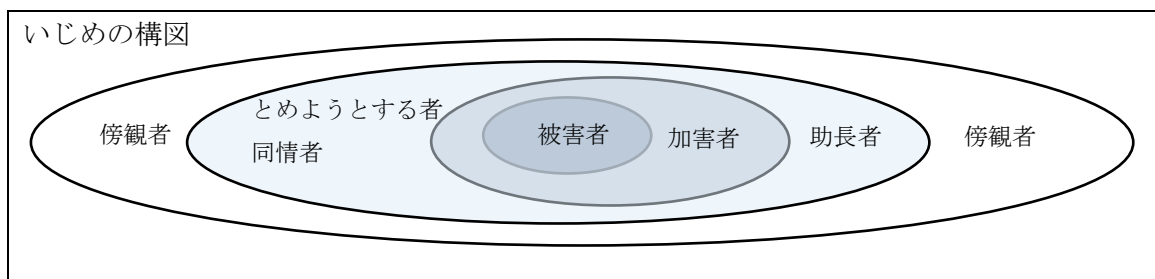 いじめの構図
とめようとする者
傍観者
同情者
被害者
加害者
助長者
傍観者